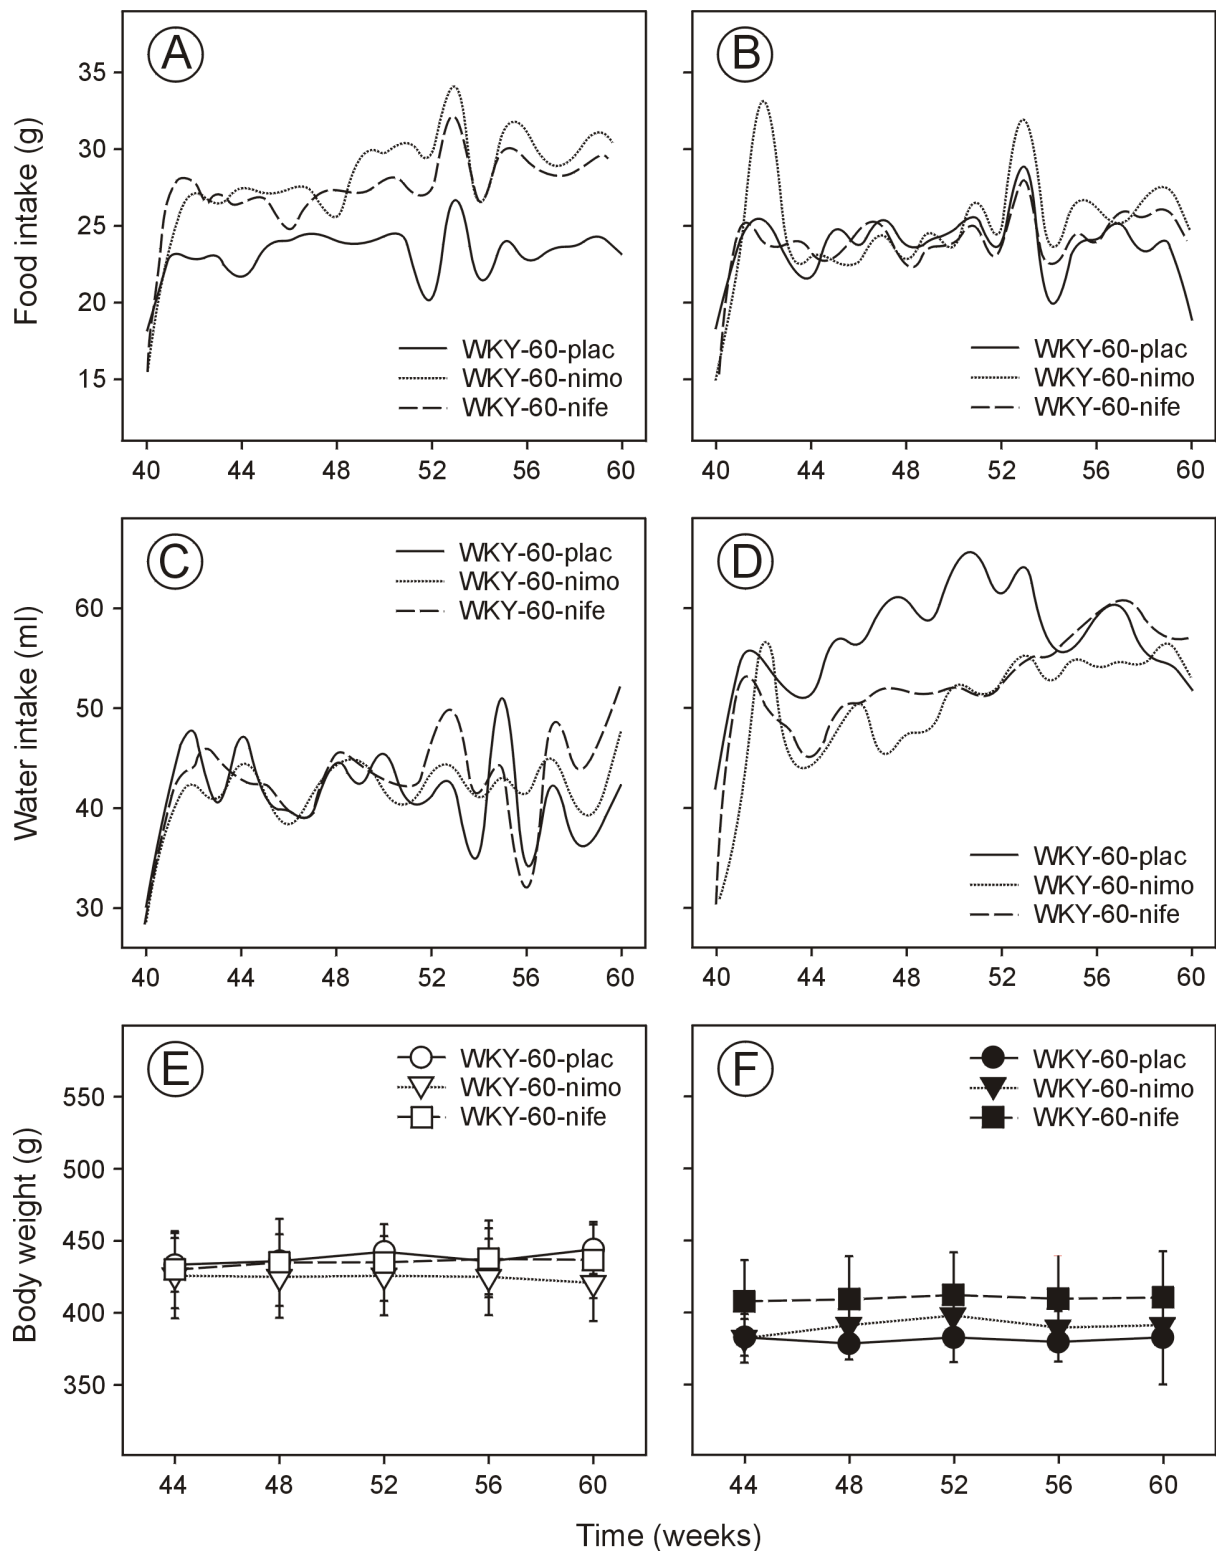 A
B
Food intake (g)
35
30
25
20
15
WKY-60-plac
WKY-60-nimo
WKY-60-nife
WKY-60-plac
WKY-60-nimo
WKY-60-nife
40 44 48 52 56 60
40 44 48 52 56 60
C
WKY-60-plac
WKY-60-nimo
WKY-60-nife
D
Water intake (ml)
60
50
40
30
WKY-60-plac
WKY-60-nimo
WKY-60-nife
40 44 48 52 56 60
40 44 48 52 56 60
E
WKY-60-plac
WKY-60-nimo
WKY-60-nife
F
WKY-60-plac
WKY-60-nimo
WKY-60-nife
Body weight (g)
550
500
450
400
350
44 48 52 56 60
44 48 52 56 60
Time (weeks)